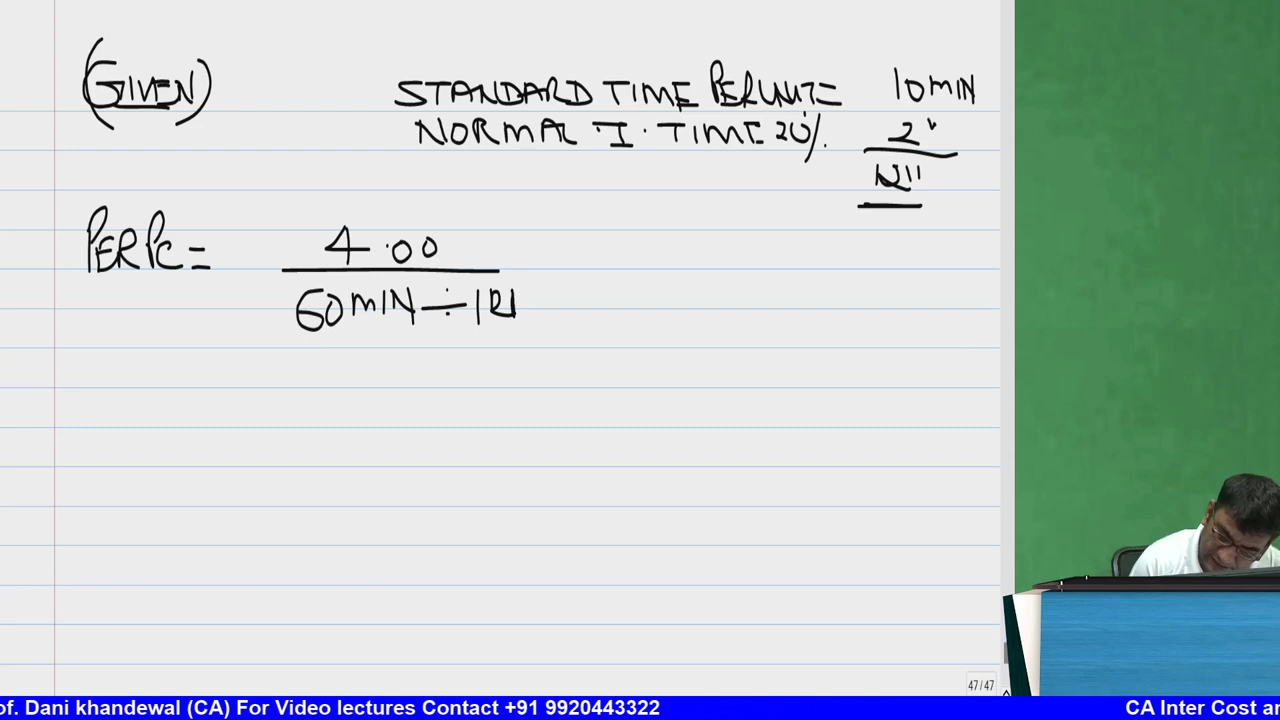 (GIVEN)
STANDARD TIME PER UNIT = 10 MIN
NORMAL I. TIME 20%. 2"
12"
PER PC =
4.00
60 MIN ÷ 12
47/47
of. Dani khandewal (CA) For Video lectures Contact +91 9920443322
CA Inter Cost a